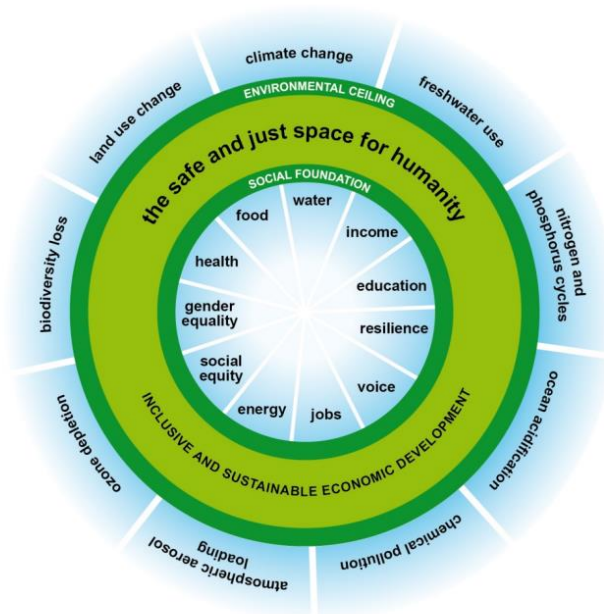 climate change
freshwater use
nitrogen and
phosphorus cycles
ocean acidification
chemical pollution
atmospheric aerosol
loading
ozone depletion
biodiversity loss
land use change
ENVIRONMENTAL CEILING
the safe and just space for humanity
SOCIAL FOUNDATION
water
income
education
resilience
voice
jobs
energy
social
equity
gender
equality
health
food
INCLUSIVE AND SUSTAINABLE ECONOMIC DEVELOPMENT